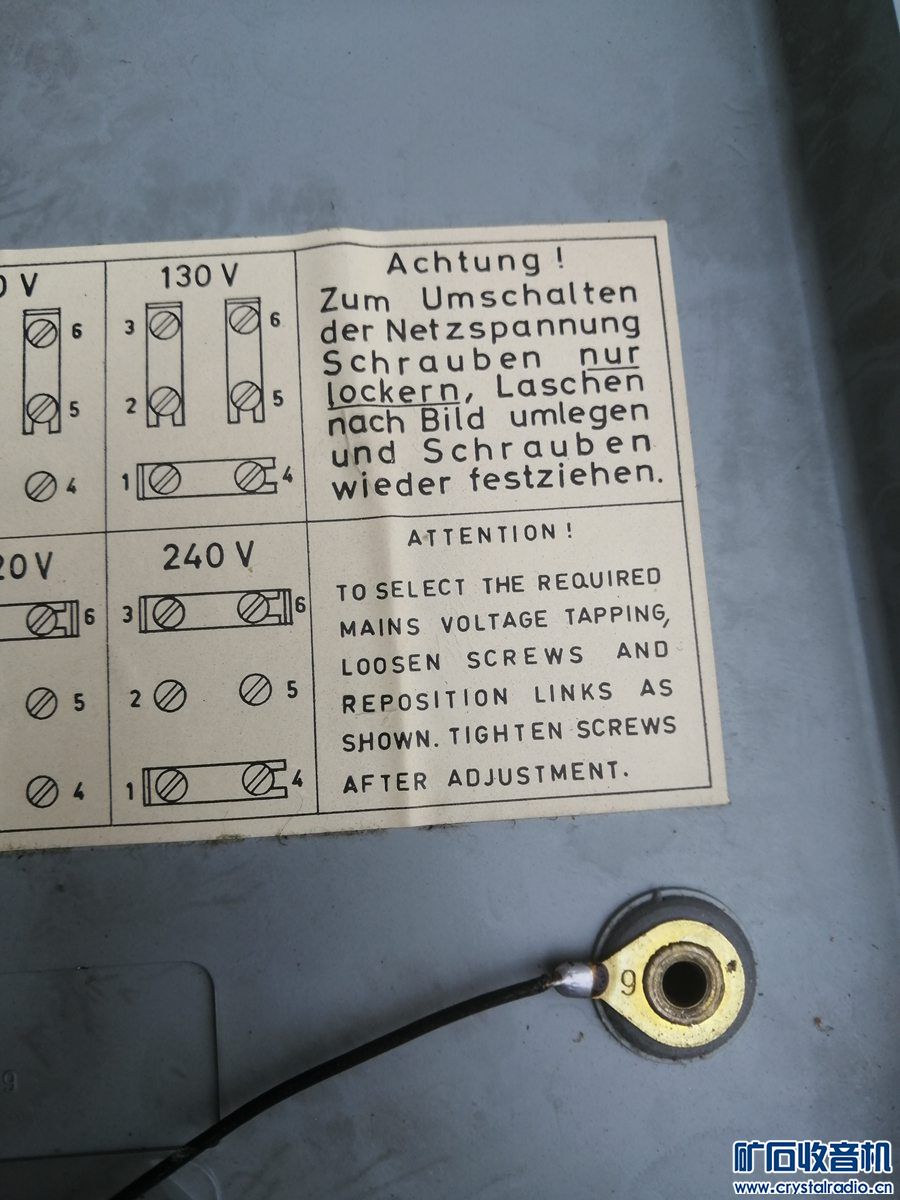 0 V
6
5
4
130 V
3
6
2
5
1
4
Achtung !
Zum Umschalten
der Netzspannung
Schrauben nur
lockern, Laschen
nach Bild umlegen
und Schrauben
wieder festziehen.
20 V
6
5
4
240 V
3
6
2
5
1
4
ATTENTION !
TO SELECT THE REQUIRED
MAINS VOLTAGE TAPPING,
LOOSEN SCREWS AND
REPOSITION LINKS AS
SHOWN. TIGHTEN SCREWS
AFTER ADJUSTMENT.
9
矿石收音机
www.crystalradio.cn